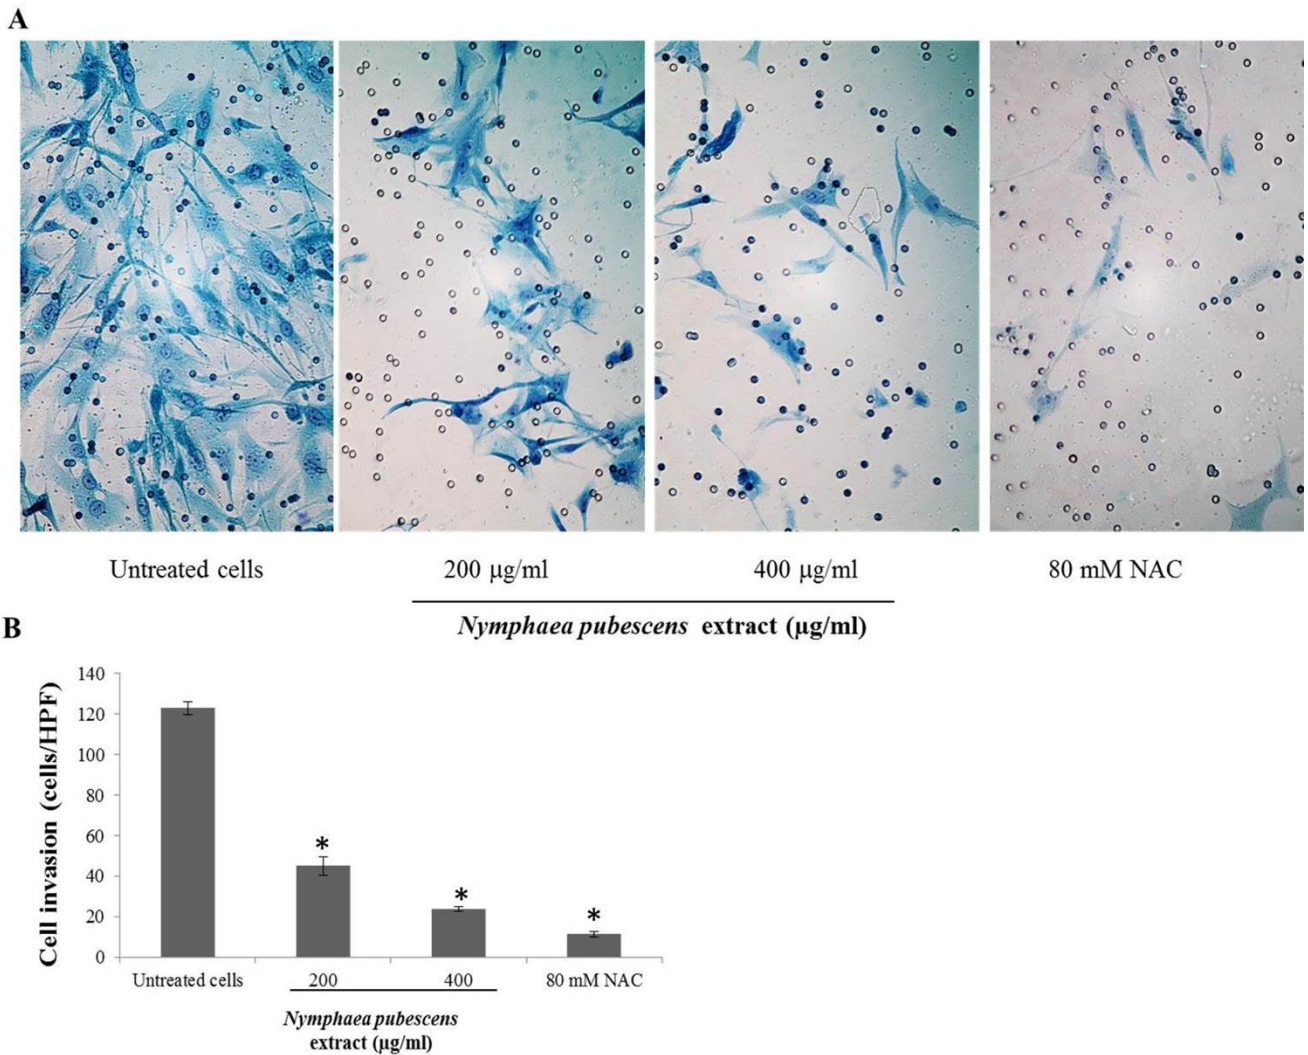 A
Untreated cells 200 μg/ml 400 μg/ml 80 mM NAC
Nymphaea pubescens extract (μg/ml)
B
Cell invasion (cells/HPF)
140
120
100
80
60
40
20
0
* * *
Untreated cells 200 400 80 mM NAC
Nymphaea pubescens
extract (μg/ml)